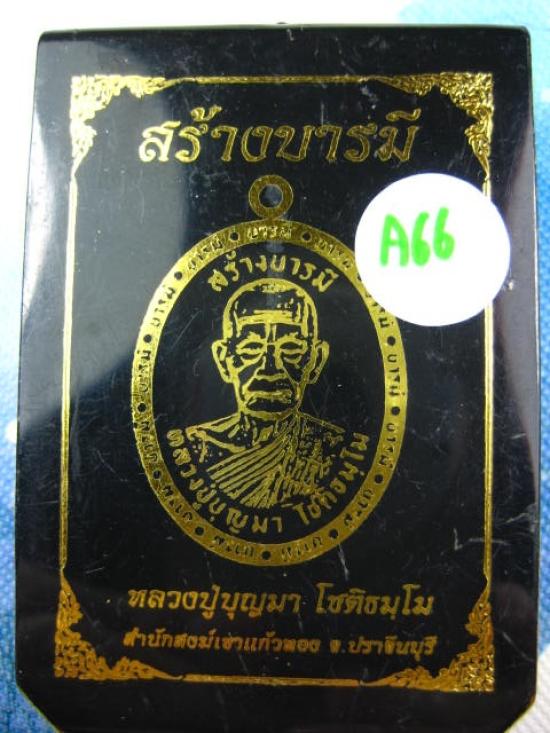 สร้างบารมี
A66
สร้างบารมี
หลวงปู่บุญมา โชติธมฺโม
หลวงปู่บุญมา โชติธมฺโม
สำนักสงฆ์เขาแก้วทอง จ.ปราจีนบุรี